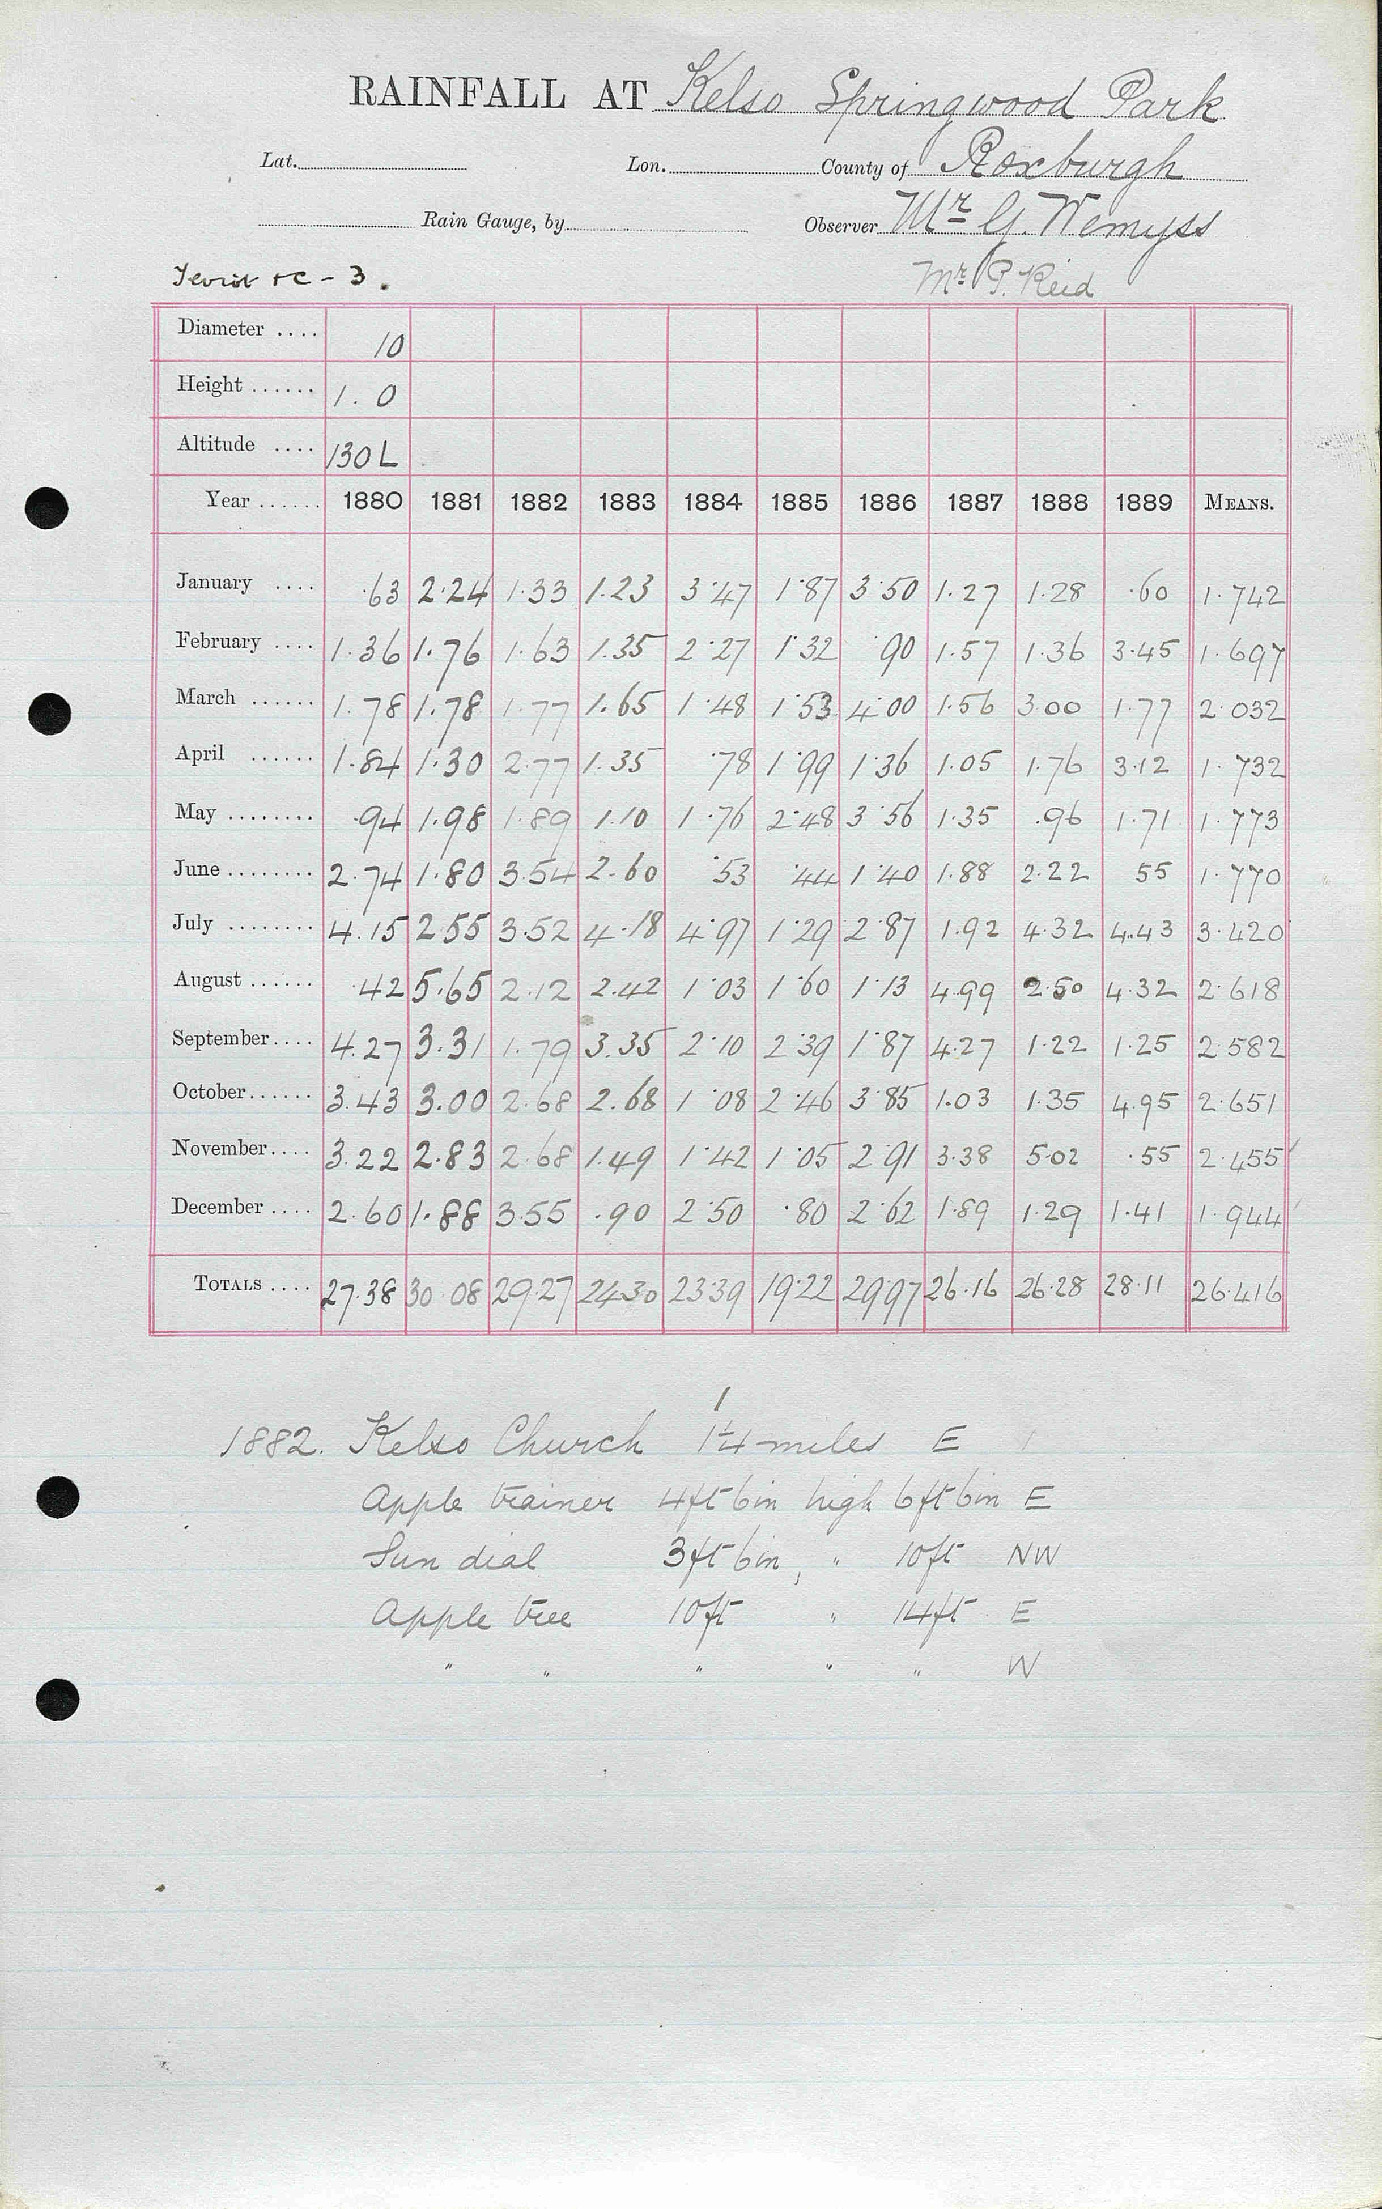 RAINFALL AT Kelso Springwood Park
Lat. Lon. County of Roxburgh
Rain Gauge, by Observer Mr G. Wemyss
Teviot &c - 3. Mr P. Reid
Diameter .... 10
Height ...... 1. 0
Altitude .... 130 L
Year ...... 1880 1881 1882 1883 1884 1885 1886 1887 1888 1889 MEANS.
January .... .63 2.24 1.33 1.23 3.47 1.87 3.50 1.27 1.28 .60 1.742
February .... 1.36 1.76 1.63 1.35 2.27 1.32 .90 1.57 1.36 3.45 1.697
March ...... 1.78 1.78 1.77 1.65 1.48 1.53 4.00 1.56 3.00 1.77 2.032
April ...... 1.84 1.30 2.77 1.35 .78 1.99 1.36 1.05 1.76 3.12 1.732
May ........ .94 1.98 1.89 1.10 1.76 2.48 3.56 1.35 .96 1.71 1.773
June ........ 2.74 1.80 3.54 2.60 .53 .44 1.40 1.88 2.22 55 1.770
July ........ 4.15 2.55 3.52 4.18 4.97 1.29 2.87 1.92 4.32 4.43 3.420
August ...... .42 5.65 2.12 2.42 1.03 1.60 1.13 4.99 2.50 4.32 2.618
September.... 4.27 3.31 1.79 3.35 2.10 2.39 1.87 4.27 1.22 1.25 2.582
October...... 3.43 3.00 2.68 2.68 1.08 2.46 3.85 1.03 1.35 4.95 2.651
November.... 3.22 2.83 2.68 1.49 1.42 1.05 2.91 3.38 5.02 .55 2.455
December .... 2.60 1.88 3.55 .90 2.50 .80 2.62 1.89 1.29 1.41 1.944
TOTALS .... 27.38 30.08 29.27 24.30 23.39 19.22 29.97 26.16 26.28 28.11 26.416
1882. Kelso Church 1¼ miles E
Apple trainer 4ft 6in high 6ft 6in E
Sun dial 3ft 6in, " 10ft NW
Apple tree 10ft " 14ft E
" " " " " W